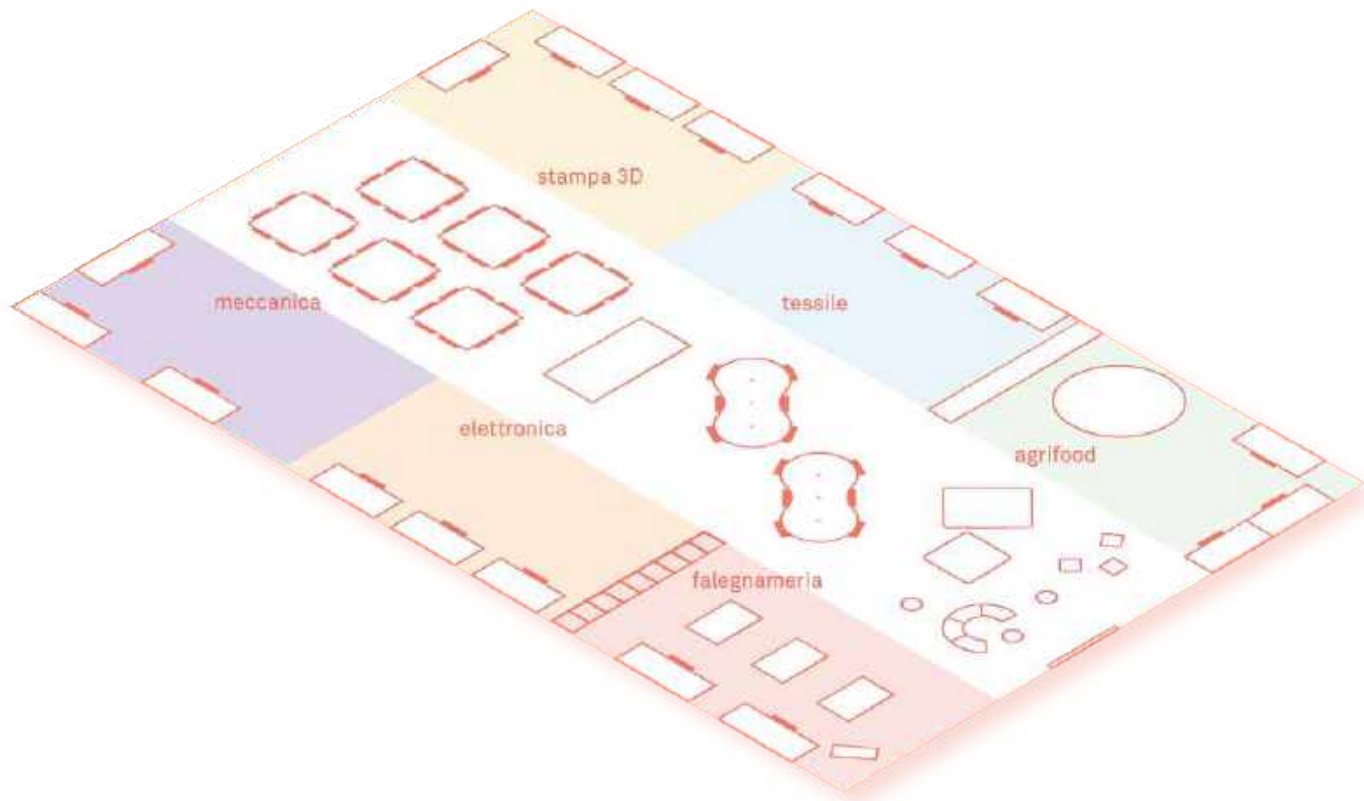 stampa 3D
meccanica
tessile
elettronica
agrifood
falegnameria